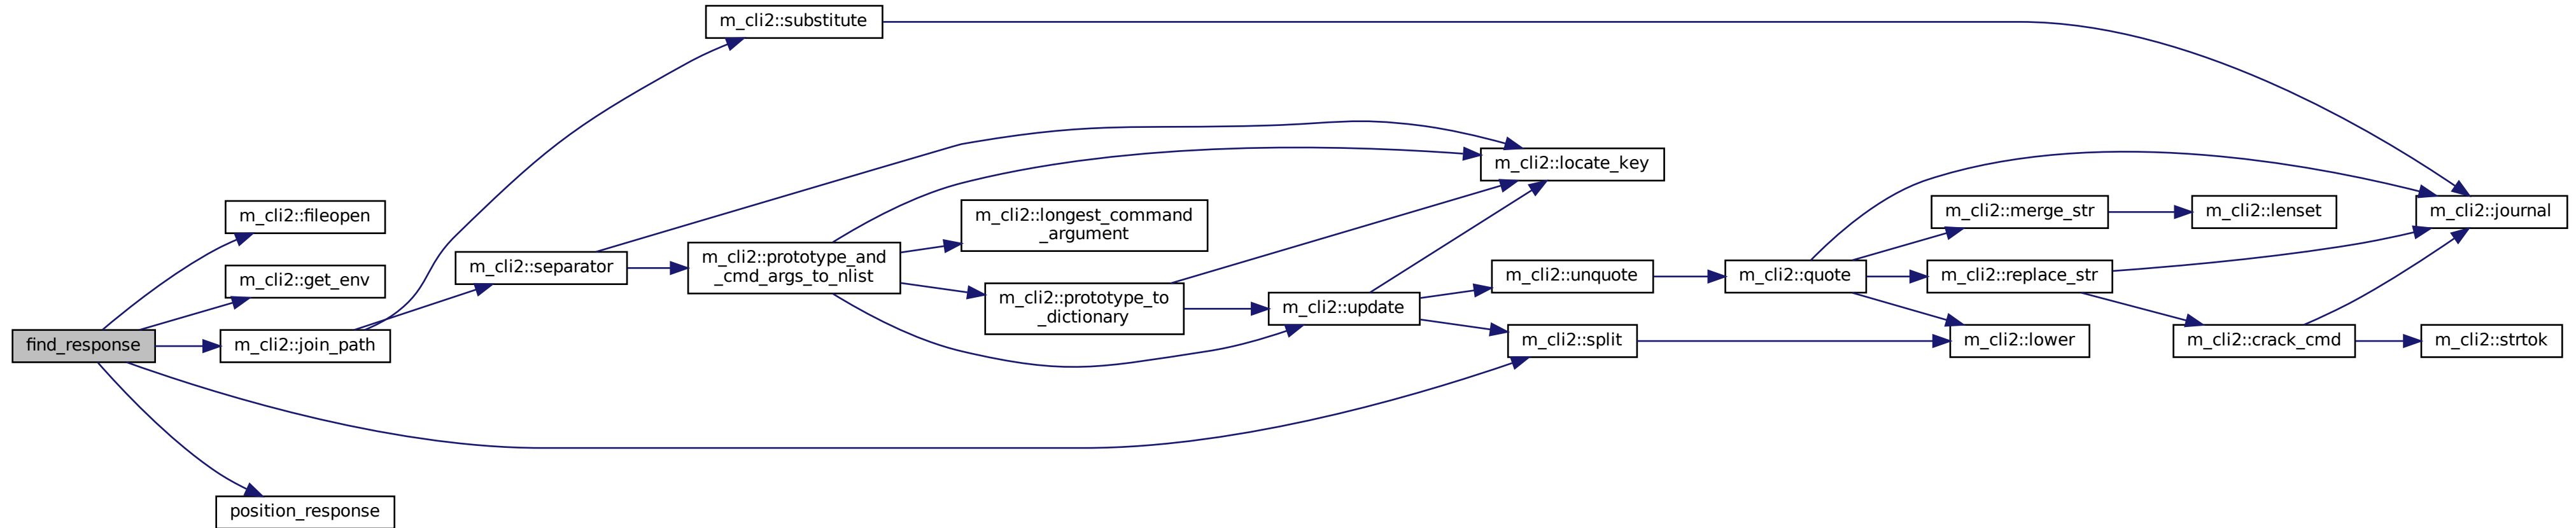 m_cli2::substitute
m_cli2::locate_key
m_cli2::fileopen
m_cli2::longest_command
_argument
m_cli2::merge_str
m_cli2::lenset
m_cli2::journal
m_cli2::get_env
m_cli2::separator
m_cli2::prototype_and
_cmd_args_to_nlist
m_cli2::unquote
m_cli2::quote
m_cli2::replace_str
m_cli2::prototype_to
_dictionary
m_cli2::update
find_response
m_cli2::join_path
m_cli2::split
m_cli2::lower
m_cli2::crack_cmd
m_cli2::strtok
position_response